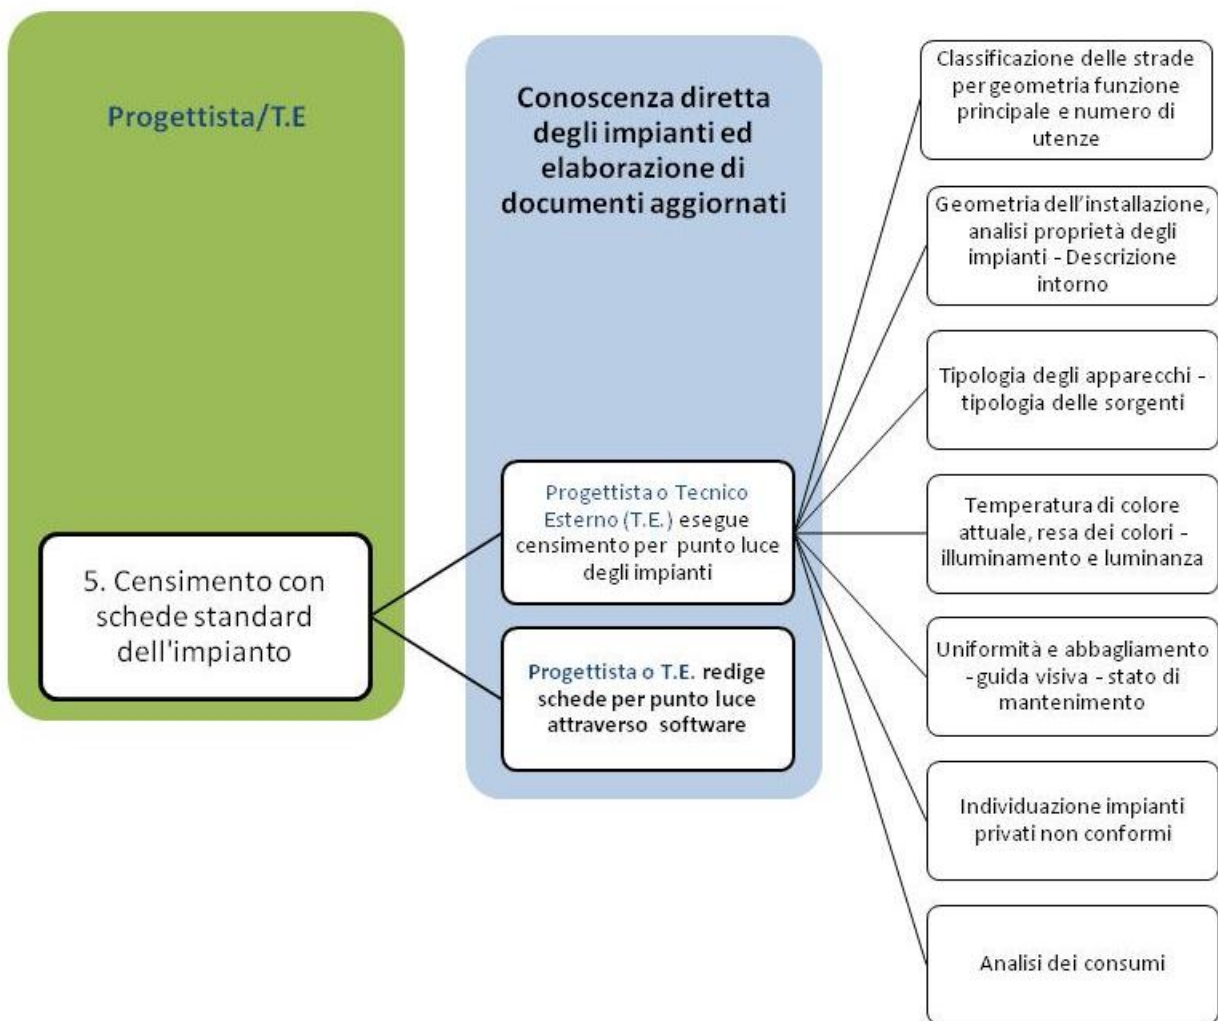 Progettista/T.E
5. Censimento con
schede standard
dell'impianto
Conoscenza diretta
degli impianti ed
elaborazione di
documenti aggiornati
Progettista o Tecnico
Esterno (T.E.) esegue
censimento per punto luce
degli impianti
Progettista o T.E. redige
schede per punto luce
attraverso software
Classificazione delle strade
per geometria funzione
principale e numero di
utenze
Geometria dell'installazione,
analisi proprietà degli
impianti - Descrizione
intorno
Tipologia degli apparecchi -
tipologia delle sorgenti
Temperatura di colore
attuale, resa dei colori -
illuminamento e luminanza
Uniformità e abbagliamento
- guida visiva - stato di
mantenimento
Individuazione impianti
privati non conformi
Analisi dei consumi